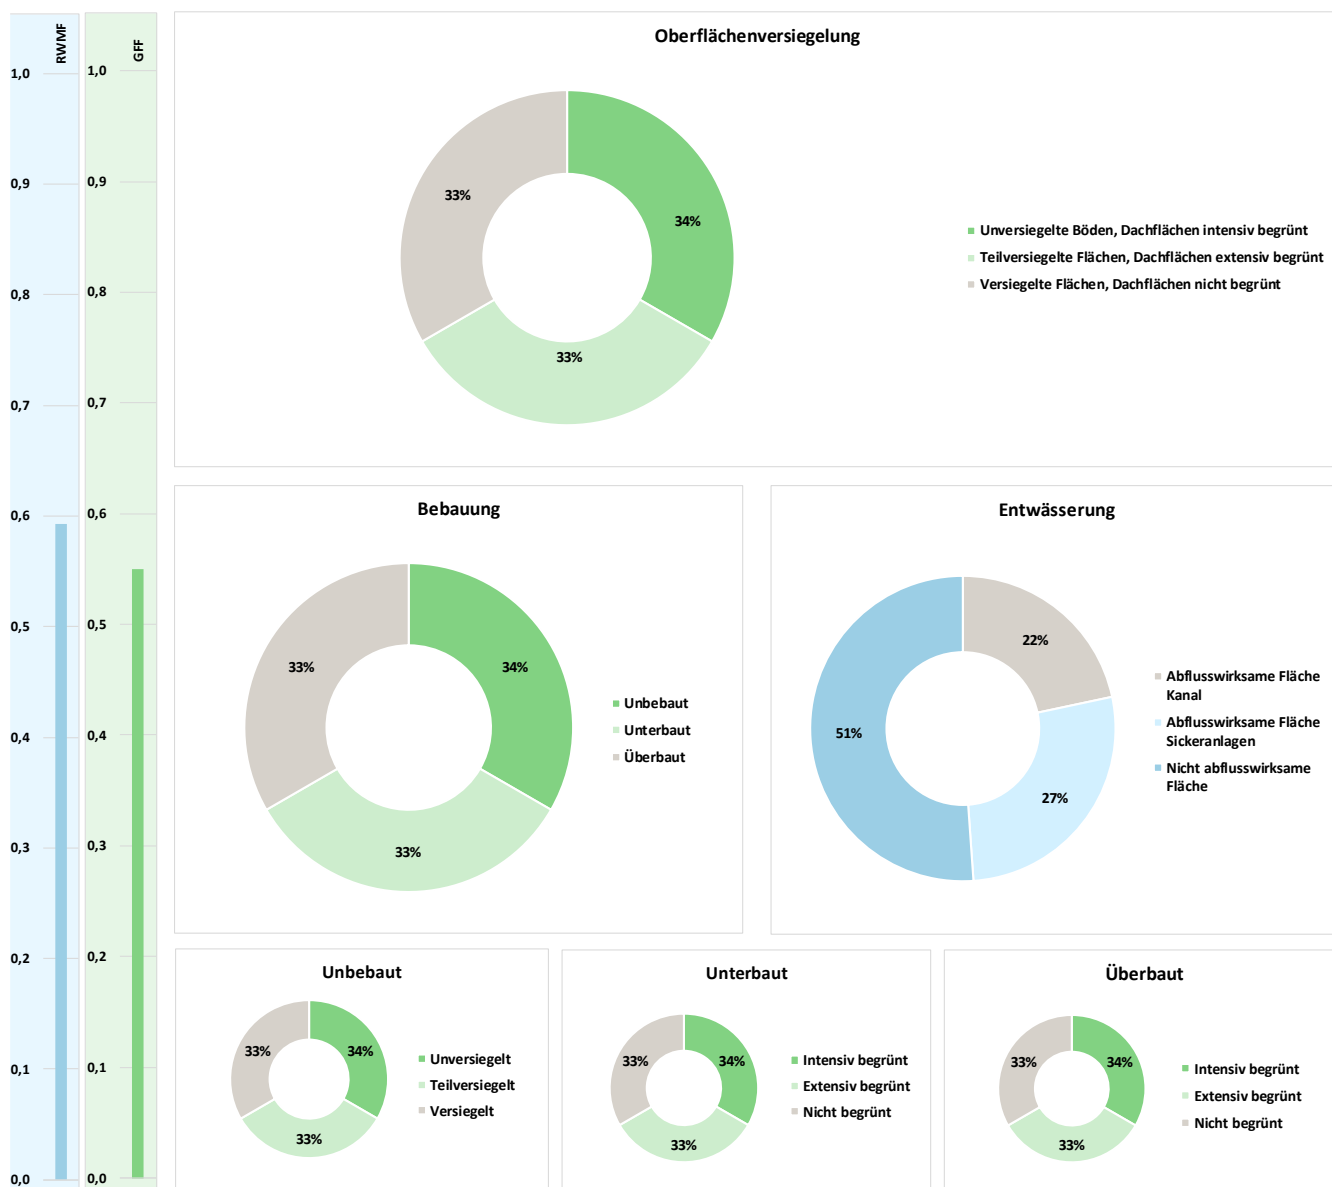 RWMF
1,0
0,9
0,8
0,7
0,6
0,5
0,4
0,3
0,2
0,1
0,0
GFF
1,0
0,9
0,8
0,7
0,6
0,5
0,4
0,3
0,2
0,1
0,0
Oberflächenversiegelung
33%
34%
33%
Unversiegelte Böden, Dachflächen intensiv begrünt
Teilversiegelte Flächen, Dachflächen extensiv begrünt
Versiegelte Flächen, Dachflächen nicht begrünt
Bebauung
33%
34%
33%
Unbebaut
Unterbaut
Überbaut
Entwässerung
22%
51%
27%
Abflusswirksame Fläche
Kanal
Abflusswirksame Fläche
Sickeranlagen
Nicht abflusswirksame
Fläche
Unbebaut
33%
34%
33%
Unversiegelt
Teilversiegelt
Versiegelt
Unterbaut
33%
34%
33%
Intensiv begrünt
Extensiv begrünt
Nicht begrünt
Überbaut
33%
34%
33%
Intensiv begrünt
Extensiv begrünt
Nicht begrünt